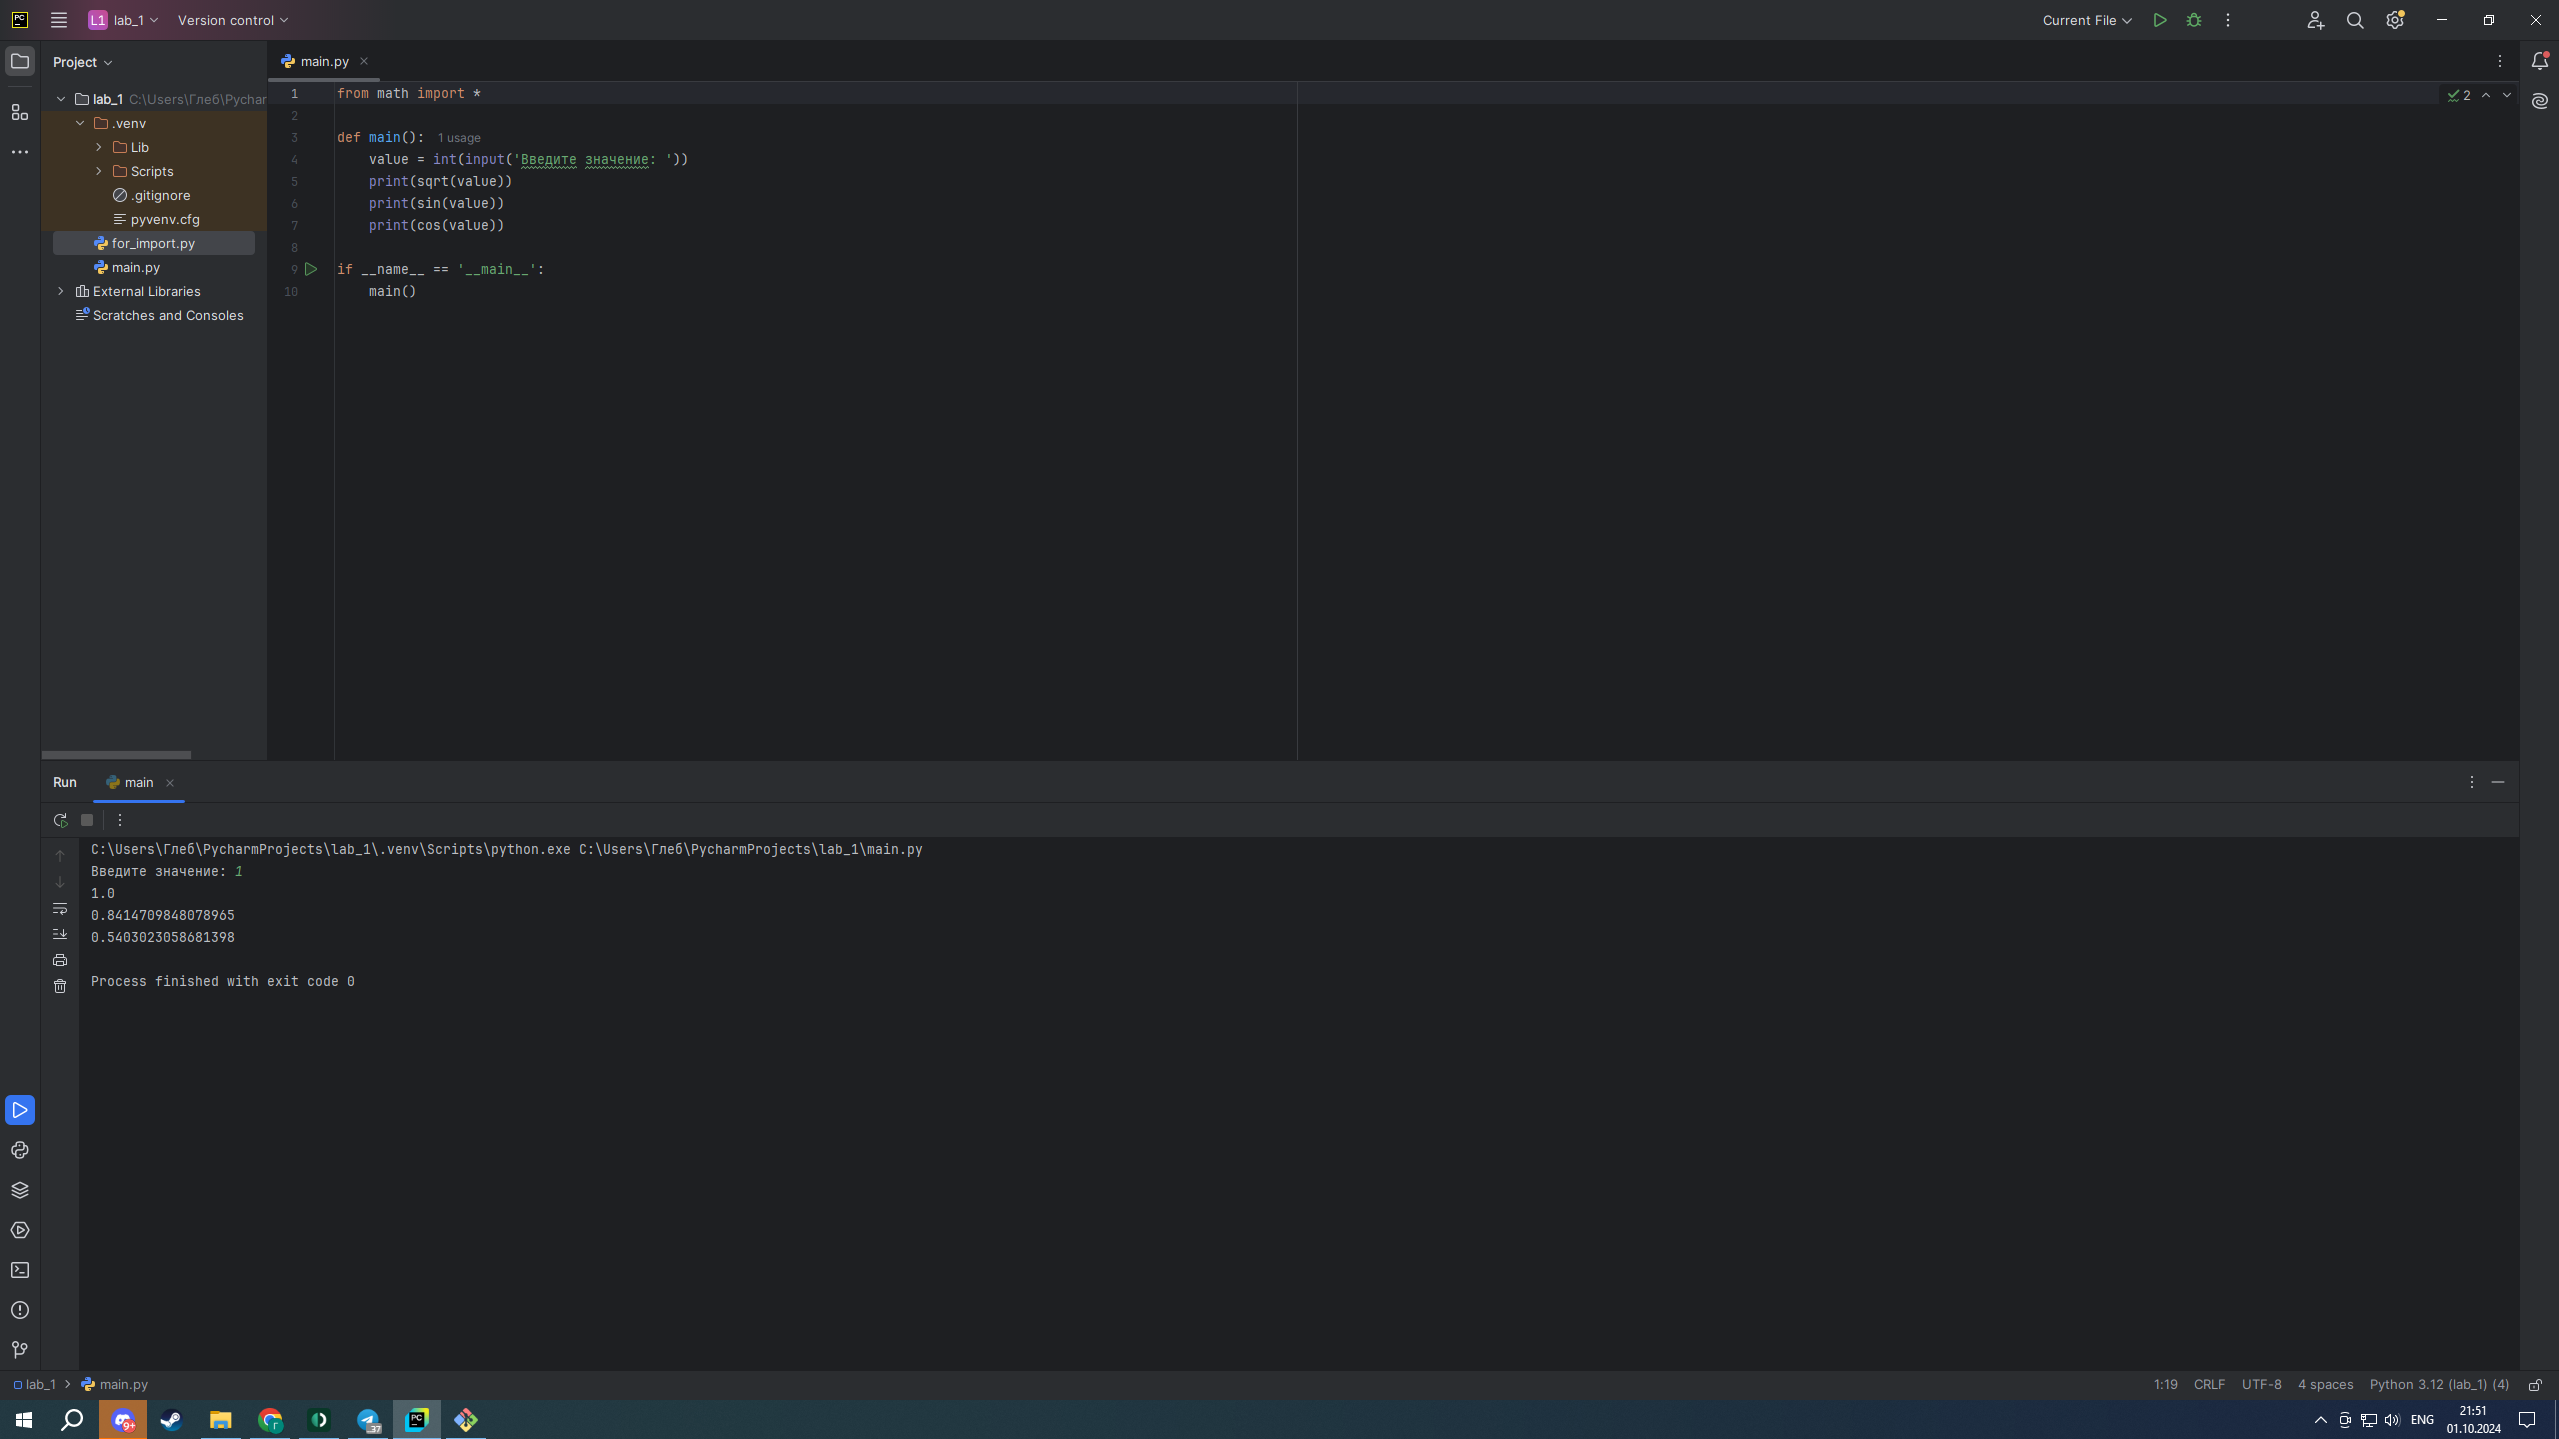 L1 lab_1 Version control Current File
Project
main.py
lab_1 C:\Users\Глеб\Pychar
.venv
Lib
Scripts
.gitignore
pyvenv.cfg
for_import.py
main.py
External Libraries
Scratches and Consoles
1 from math import *
2
3 def main(): 1 usage
4 value = int(input('Введите значение: '))
5 print(sqrt(value))
6 print(sin(value))
7 print(cos(value))
8
9 if __name__ == '__main__':
10 main()
2
Run main
C:\Users\Глеб\PycharmProjects\lab_1\.venv\Scripts\python.exe C:\Users\Глеб\PycharmProjects\lab_1\main.py
Введите значение: 1
1.0
0.8414709848078965
0.5403023058681398
Process finished with exit code 0
lab_1 main.py 1:19 CRLF UTF-8 4 spaces Python 3.12 (lab_1) (4)
9+ 37 PC ENG 21:51
01.10.2024